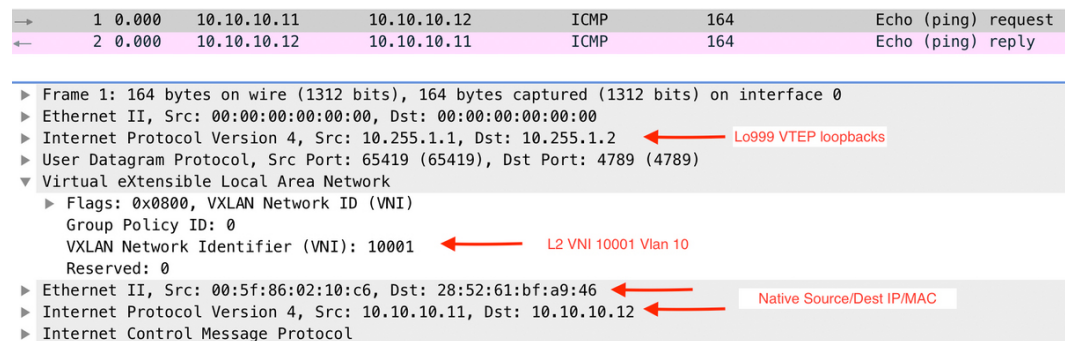 1 0.000 10.10.10.11 10.10.10.12 ICMP 164 Echo (ping) request
2 0.000 10.10.10.12 10.10.10.11 ICMP 164 Echo (ping) reply
Frame 1: 164 bytes on wire (1312 bits), 164 bytes captured (1312 bits) on interface 0
Ethernet II, Src: 00:00:00:00:00:00, Dst: 00:00:00:00:00:00
Internet Protocol Version 4, Src: 10.255.1.1, Dst: 10.255.1.2 Lo999 VTEP loopbacks
User Datagram Protocol, Src Port: 65419 (65419), Dst Port: 4789 (4789)
Virtual eXtensible Local Area Network
Flags: 0x0800, VXLAN Network ID (VNI)
Group Policy ID: 0
VXLAN Network Identifier (VNI): 10001 L2 VNI 10001 Vlan 10
Reserved: 0
Ethernet II, Src: 00:5f:86:02:10:c6, Dst: 28:52:61:bf:a9:46
Native Source/Dest IP/MAC
Internet Protocol Version 4, Src: 10.10.10.11, Dst: 10.10.10.12
Internet Control Message Protocol